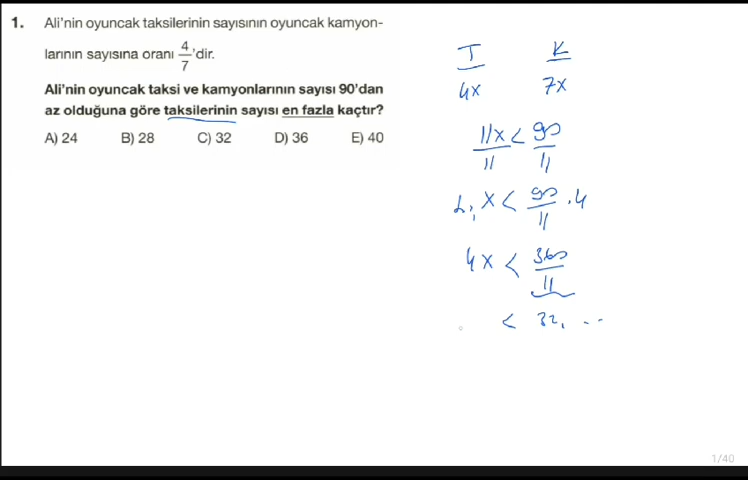 1. Ali'nin oyuncak taksilerinin sayısının oyuncak kamyon-
larının sayısına oranı 4/7 'dir.
Ali'nin oyuncak taksi ve kamyonlarının sayısı 90'dan
az olduğuna göre taksilerinin sayısı en fazla kaçtır?
A) 24 B) 28 C) 32 D) 36 E) 40
T K
4x 7x
11x/11 < 90/11
4, x < 90/11 .4
4x < 360/11
< 32, ...
1/40